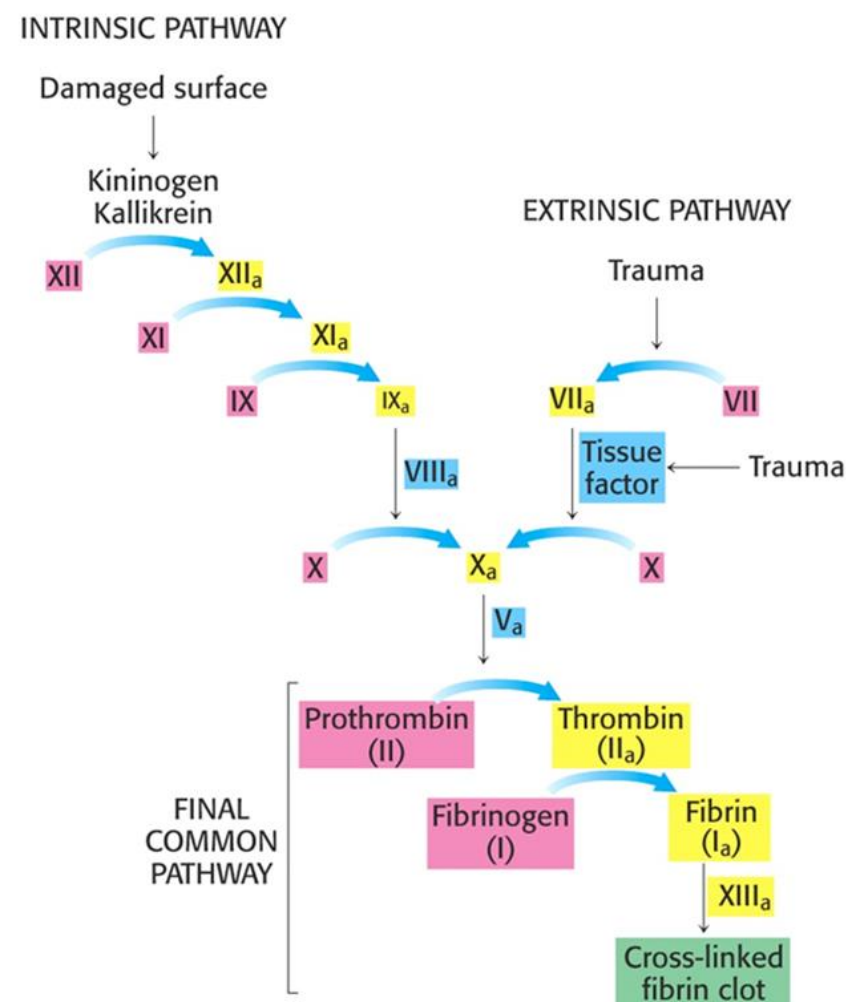 INTRINSIC PATHWAY
Damaged surface
Kininogen
Kallikrein
EXTRINSIC PATHWAY
Trauma
XII
XIIa
XI
XIa
IX
IXa
VIIa
VII
VIIIa
Tissue
factor
Trauma
X
Xa
X
Va
Prothrombin
(II)
Thrombin
(IIa)
Fibrinogen
(I)
Fibrin
(Ia)
FINAL
COMMON
PATHWAY
XIIIa
Cross-linked
fibrin clot